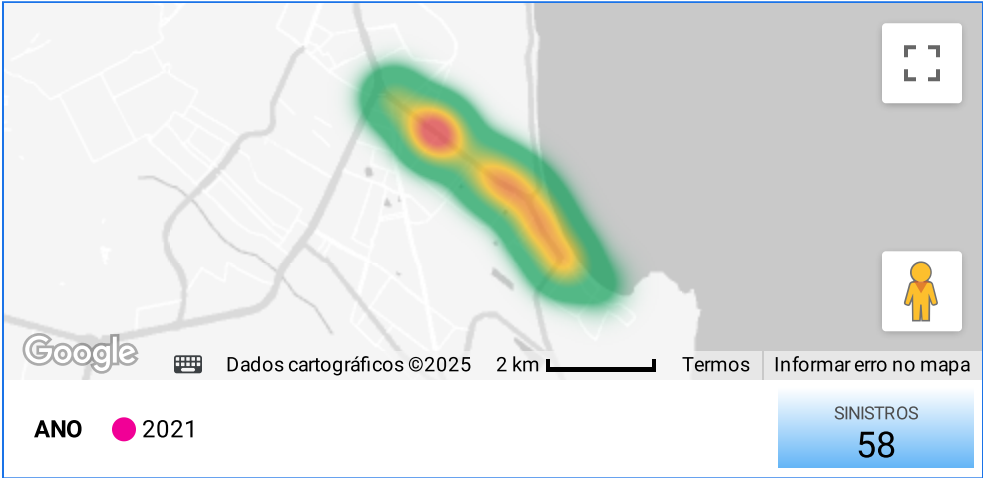 Google
Dados cartográficos ©2025
2 km
Termos
Informar erro no mapa
ANO
2021
SINISTROS
58